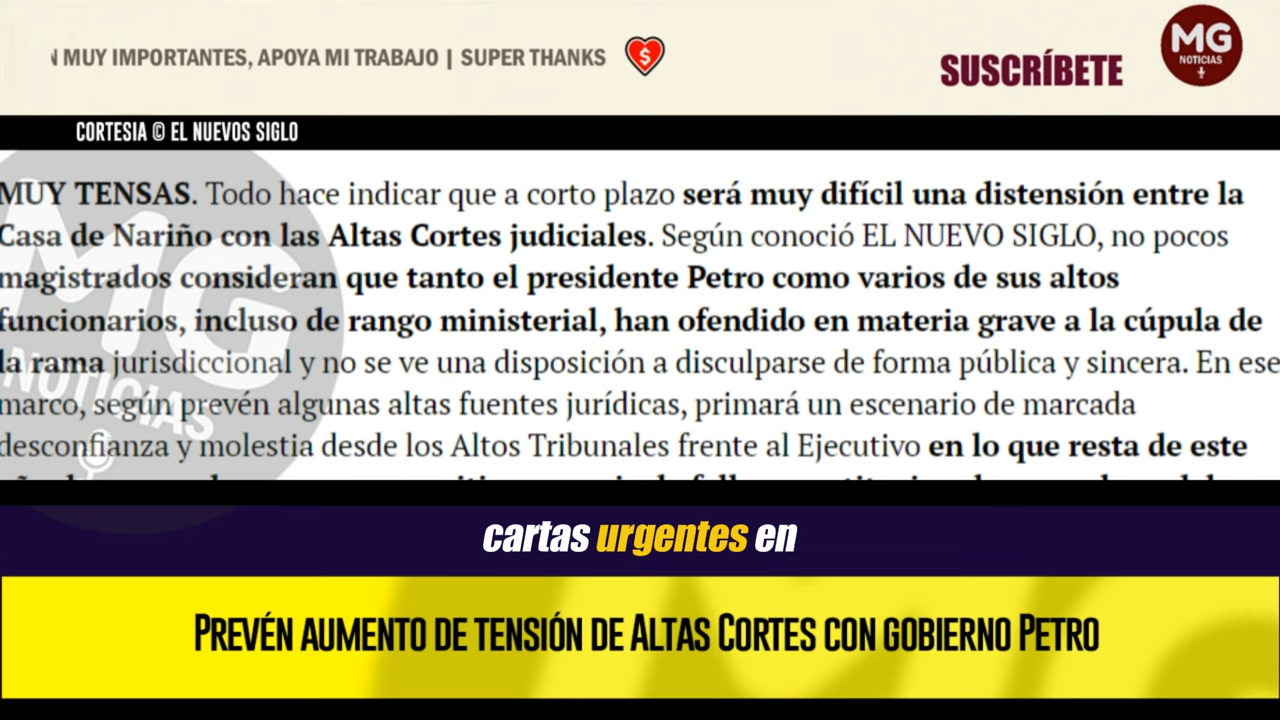 MUY IMPORTANTES, APOYA MI TRABAJO | SUPER THANKS
SUSCRÍBETE
MG
NOTICIAS
CORTESIA © EL NUEVOS SIGLO
MUY TENSAS. Todo hace indicar que a corto plazo será muy difícil una distensión entre la
Casa de Nariño con las Altas Cortes judiciales. Según conoció EL NUEVO SIGLO, no pocos
magistrados consideran que tanto el presidente Petro como varios de sus altos
funcionarios, incluso de rango ministerial, han ofendido en materia grave a la cúpula de
la rama jurisdiccional y no se ve una disposición a disculparse de forma pública y sincera. En ese
marco, según prevén algunas altas fuentes jurídicas, primará un escenario de marcada
desconfianza y molestia desde los Altos Tribunales frente al Ejecutivo en lo que resta de este
MG
NOTICIAS
cartas urgentes en
PREVÉN AUMENTO DE TENSIÓN DE ALTAS CORTES CON GOBIERNO PETRO